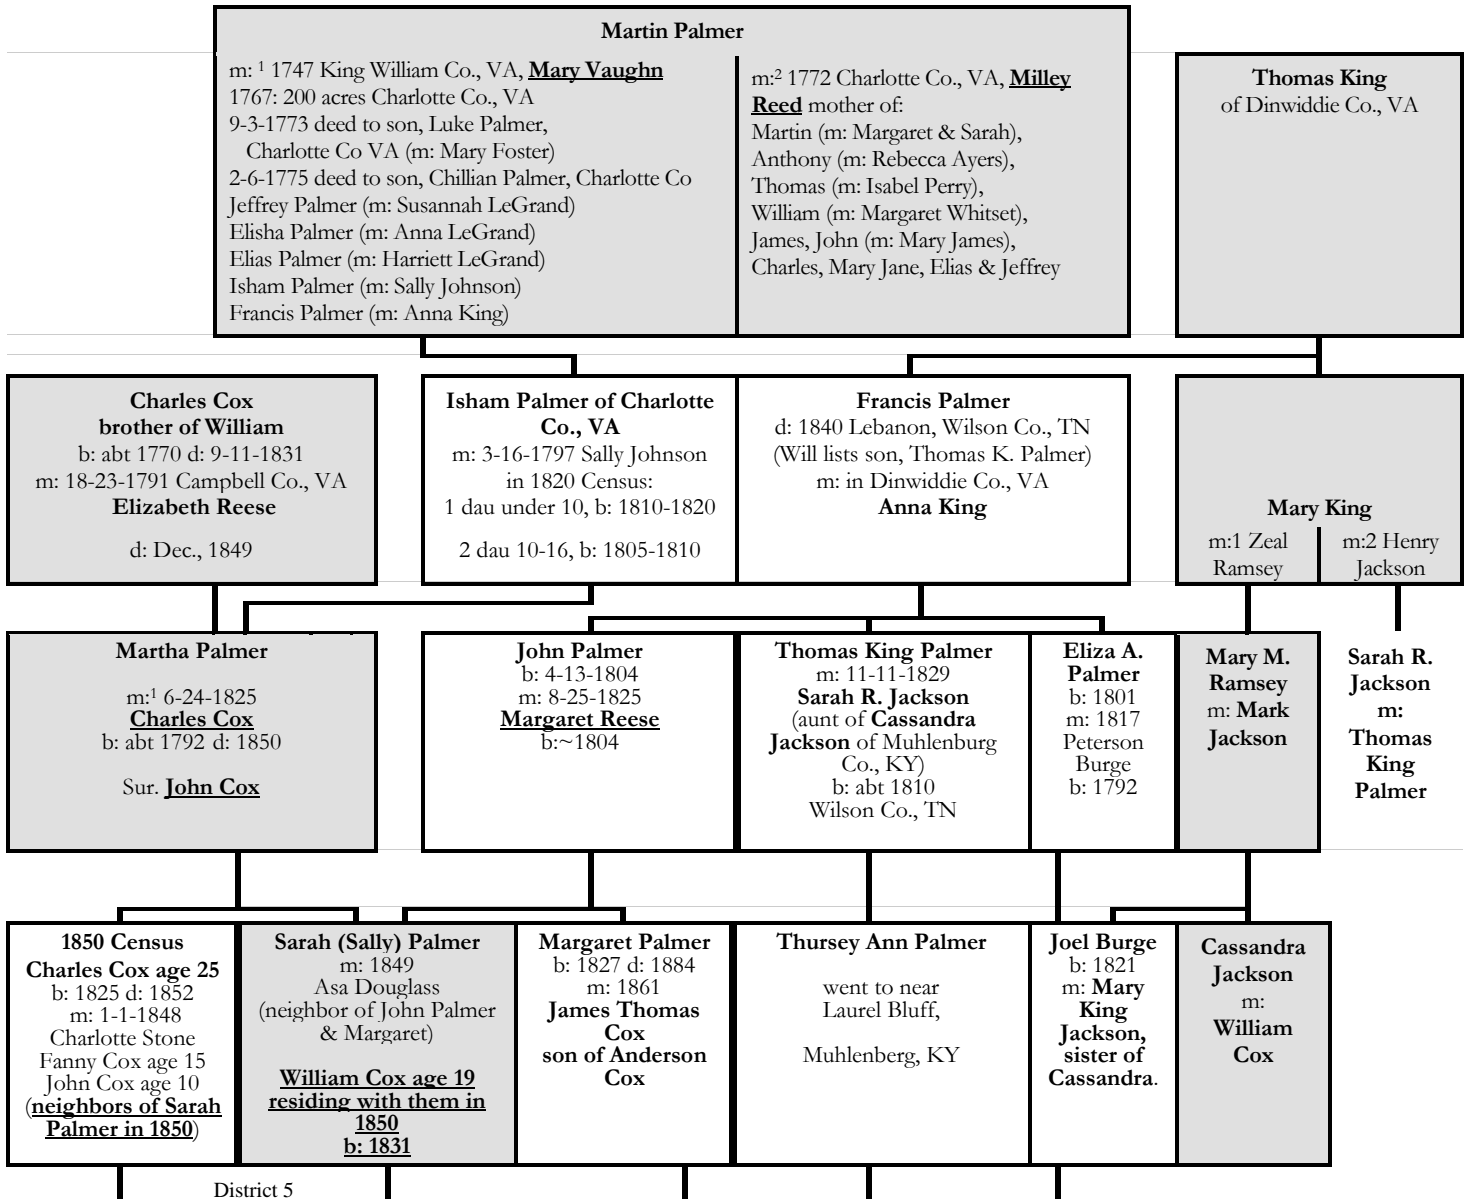 Martin Palmer
m: ¹ 1747 King William Co., VA, Mary Vaughn
1767: 200 acres Charlotte Co., VA
9-3-1773 deed to son, Luke Palmer,
Charlotte Co VA (m: Mary Foster)
2-6-1775 deed to son, Chillian Palmer, Charlotte Co
Jeffrey Palmer (m: Susannah LeGrand)
Elisha Palmer (m: Anna LeGrand)
Elias Palmer (m: Harriett LeGrand)
Isham Palmer (m: Sally Johnson)
Francis Palmer (m: Anna King)
m:² 1772 Charlotte Co., VA, Milley
Reed mother of:
Martin (m: Margaret & Sarah),
Anthony (m: Rebecca Ayers),
Thomas (m: Isabel Perry),
William (m: Margaret Whitset),
James, John (m: Mary James),
Charles, Mary Jane, Elias & Jeffrey
Thomas King
of Dinwiddie Co., VA
Charles Cox
brother of William
b: abt 1770 d: 9-11-1831
m: 18-23-1791 Campbell Co., VA
Elizabeth Reese
d: Dec., 1849
Isham Palmer of Charlotte
Co., VA
m: 3-16-1797 Sally Johnson
in 1820 Census:
1 dau under 10, b: 1810-1820
2 dau 10-16, b: 1805-1810
Francis Palmer
d: 1840 Lebanon, Wilson Co., TN
(Will lists son, Thomas K. Palmer)
m: in Dinwiddie Co., VA
Anna King
Mary King
m:1 Zeal
Ramsey
m:2 Henry
Jackson
Martha Palmer
m:¹ 6-24-1825
Charles Cox
b: abt 1792 d: 1850
Sur. John Cox
John Palmer
b: 4-13-1804
m: 8-25-1825
Margaret Reese
b:~1804
Thomas King Palmer
m: 11-11-1829
Sarah R. Jackson
(aunt of Cassandra
Jackson of Muhlenburg
Co., KY)
b: abt 1810
Wilson Co., TN
Eliza A.
Palmer
b: 1801
m: 1817
Peterson
Burge
b: 1792
Mary M.
Ramsey
m: Mark
Jackson
Sarah R.
Jackson
m:
Thomas
King
Palmer
1850 Census
Charles Cox age 25
b: 1825 d: 1852
m: 1-1-1848
Charlotte Stone
Fanny Cox age 15
John Cox age 10
(neighbors of Sarah
Palmer in 1850)
Sarah (Sally) Palmer
m: 1849
Asa Douglass
(neighbor of John Palmer
& Margaret)
William Cox age 19
residing with them in
1850
b: 1831
Margaret Palmer
b: 1827 d: 1884
m: 1861
James Thomas
Cox
son of Anderson
Cox
Thursey Ann Palmer
went to near
Laurel Bluff,
Muhlenberg, KY
Joel Burge
b: 1821
m: Mary
King
Jackson,
sister of
Cassandra.
Cassandra
Jackson
m:
William
Cox
District 5